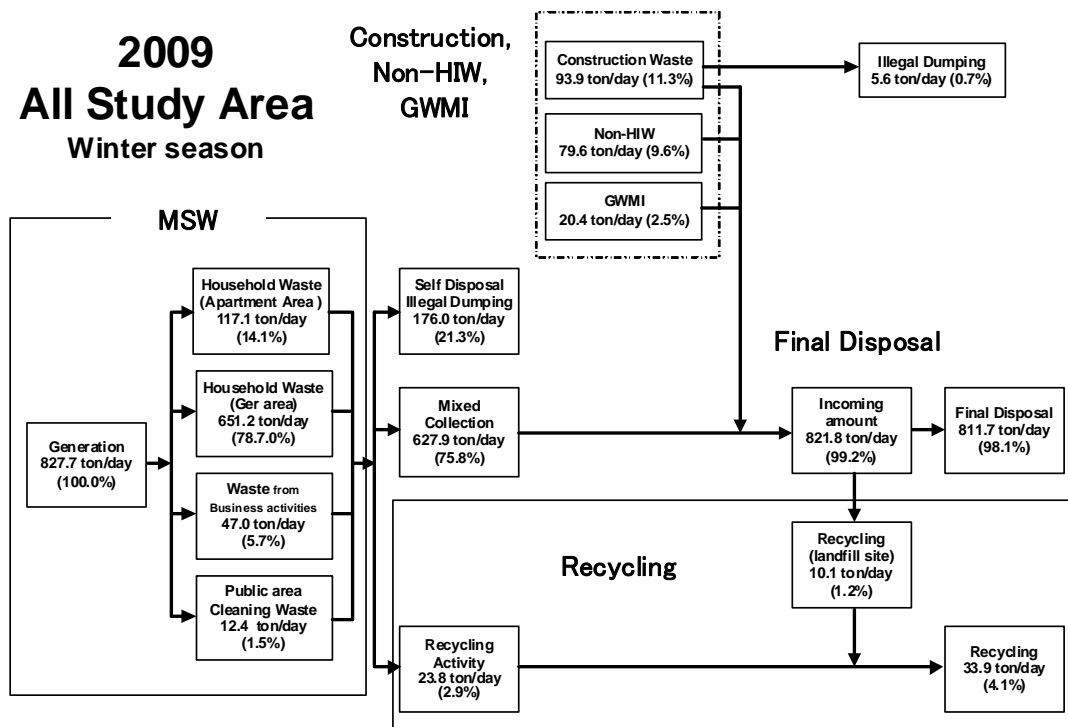 2009
All Study Area
Winter season
Construction,
Non-HIW,
GWMI
Construction Waste
93.9 ton/day (11.3%)
Illegal Dumping
5.6 ton/day (0.7%)
Non-HIW
79.6 ton/day (9.6%)
GWMI
20.4 ton/day (2.5%)
MSW
Household Waste
(Apartment Area )
117.1 ton/day
(14.1%)
Self Disposal
Illegal Dumping
176.0 ton/day
(21.3%)
Final Disposal
Household Waste
(Ger area)
651.2 ton/day
(78.7.0%)
Mixed
Collection
627.9 ton/day
(75.8%)
Incoming
amount
821.8 ton/day
(99.2%)
Final Disposal
811.7 ton/day
(98.1%)
Generation
827.7 ton/day
(100.0%)
Waste from
Business activities
47.0 ton/day
(5.7%)
Recycling
Recycling
(landfill site)
10.1 ton/day
(1.2%)
Public area
Cleaning Waste
12.4 ton/day
(1.5%)
Recycling
Activity
23.8 ton/day
(2.9%)
Recycling
33.9 ton/day
(4.1%)